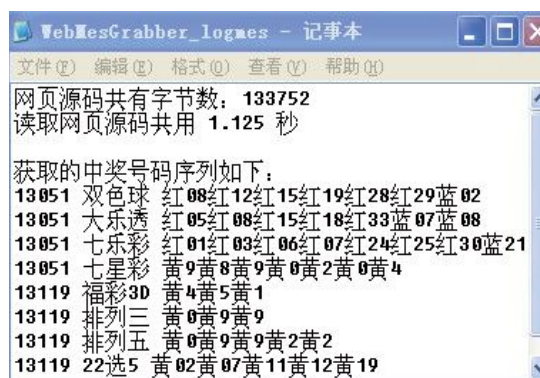 WebMesGrabber_logmes - 记事本
文件(F) 编辑(E) 格式(O) 查看(V) 帮助(H)
网页源码共有字节数: 133752
读取网页源码共用 1.125 秒
获取的中奖号码序列如下:
13051 双色球 红08红12红15红19红28红29蓝02
13051 大乐透 红05红08红15红18红33蓝07蓝08
13051 七乐彩 红01红03红06红07红24红25红30蓝21
13051 七星彩 黄9黄8黄9黄0黄2黄0黄4
13119 福彩3D 黄4黄5黄1
13119 排列三 黄0黄9黄9
13119 排列五 黄0黄9黄9黄2黄2
13119 22选5 黄02黄07黄11黄12黄19